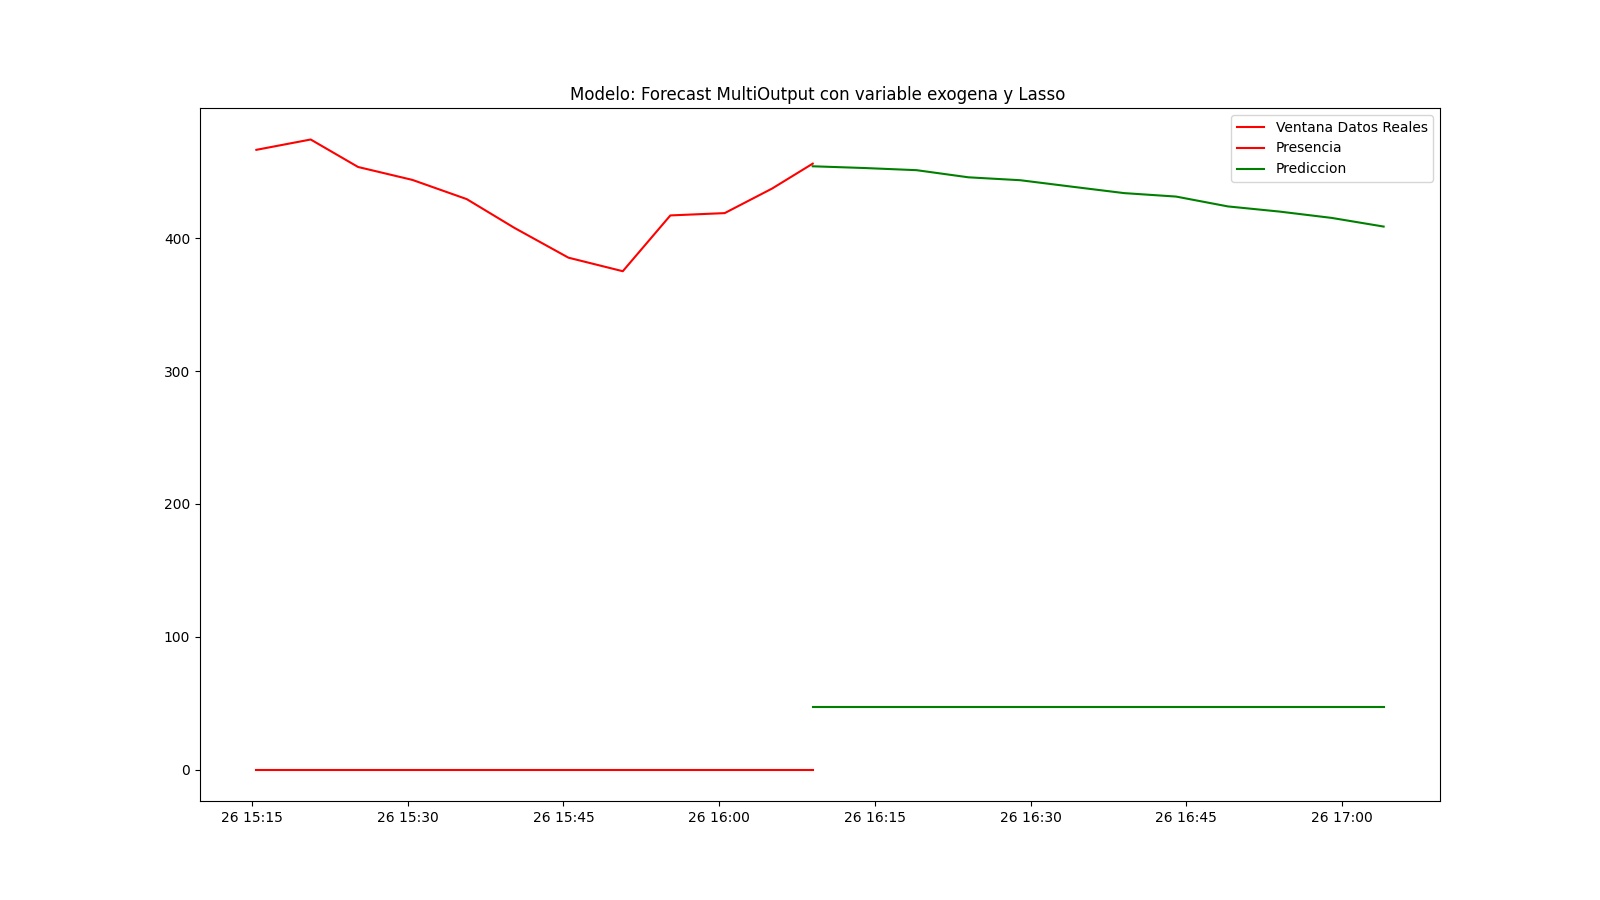 Modelo: Forecast MultiOutput con variable exogena y Lasso
Ventana Datos Reales
Presencia
Prediccion
400
300
200
100
0
26 15:15 26 15:30 26 15:45 26 16:00 26 16:15 26 16:30 26 16:45 26 17:00